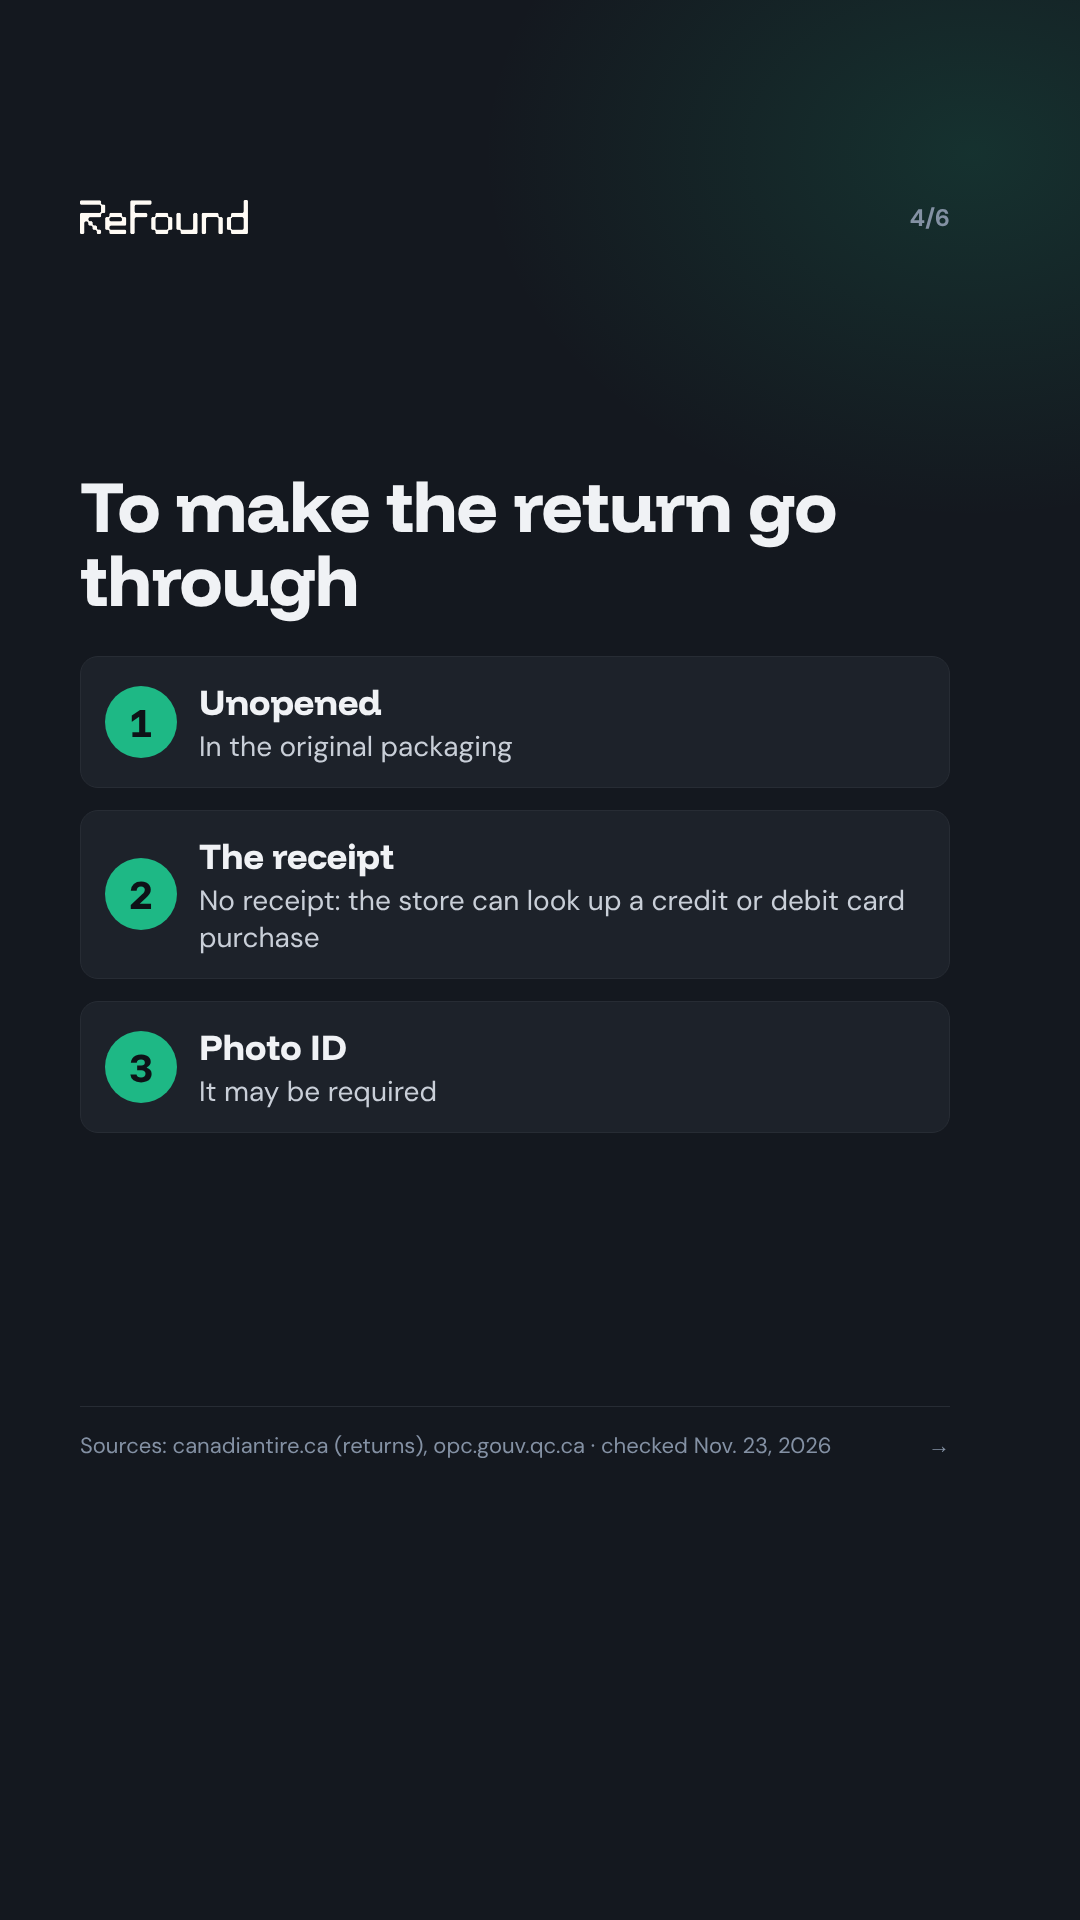 ReFound
4/6
To make the return go
through
1
Unopened
In the original packaging
2
The receipt
No receipt: the store can look up a credit or debit card
purchase
3
Photo ID
It may be required
Sources: canadiantire.ca (returns), opc.gouv.qc.ca · checked Nov. 23, 2026 →